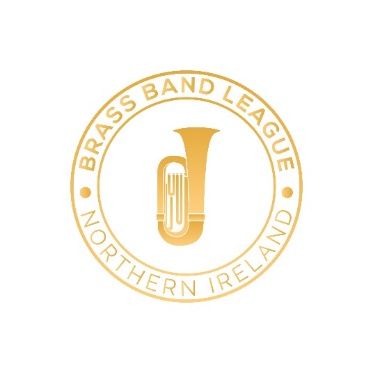 BRASS BAND LEAGUE
NORTHERN IRELAND